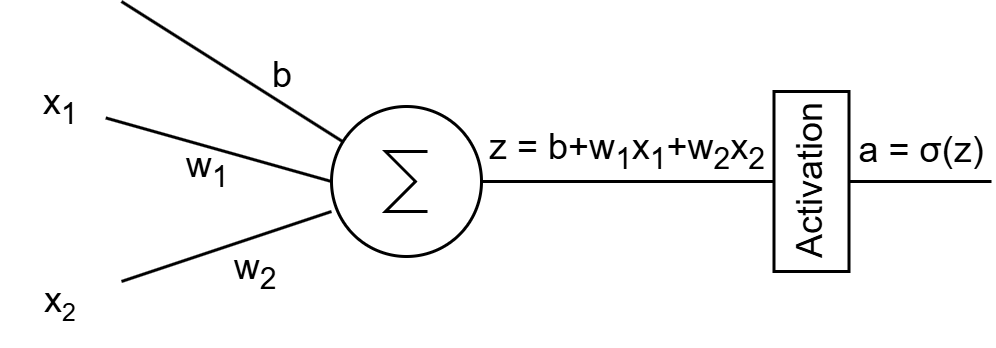 b
x₁
w₁
∑
z = b+w₁x₁+w₂x₂
Activation
a = σ(z)
w₂
x₂